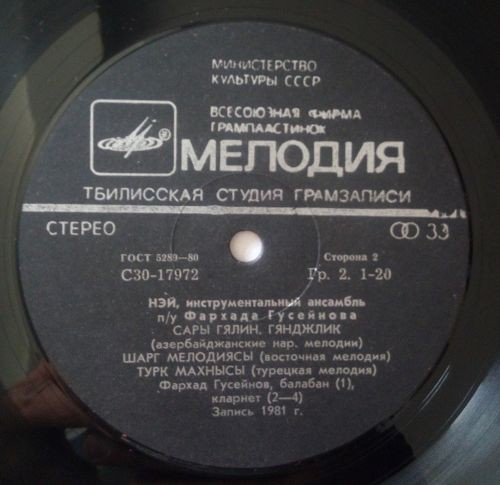 МИНИСТЕРСТВО
КУЛЬТУРЫ СССР
ВСЕСОЮЗНАЯ ФИРМА
ГРАМПЛАСТИНОК
МЕЛОДИЯ
ТБИЛИССКАЯ СТУДИЯ ГРАМЗАПИСИ
СТЕРЕО 33
ГОСТ 5289—80 Сторона 2
С30-17972 Гр. 2. 1-20
НЭЙ, инструментальный ансамбль
п/у Фархада Гусейнова
САРЫ ГЯЛИН, ГЯНДЖЛИК
(азербайджанские нар. мелодии)
ШАРГ МЕЛОДИЯСЫ (восточная мелодия)
ТУРК МАХНЫСЫ (турецкая мелодия)
Фархад Гусейнов, балабан (1),
кларнет (2—4)
Запись 1981 г.